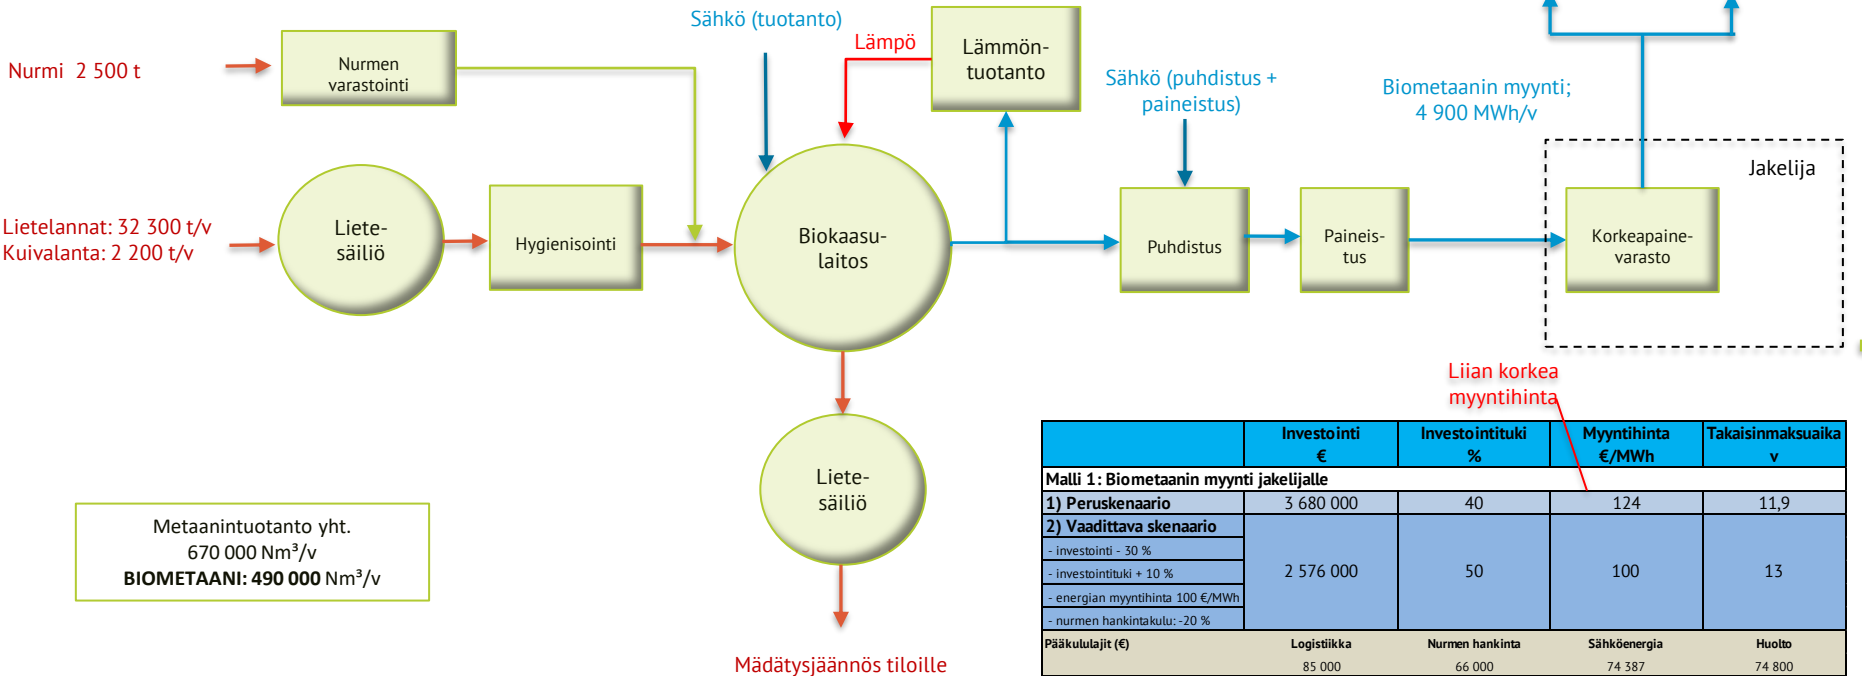 Sähkö (tuotanto)
Nurmi 2 500 t
Nurmen
varastointi
Lämpö
Lämmön-
tuotanto
Sähkö (puhdistus +
paineistus)
Biometaanin myynti;
4 900 MWh/v
Jakelija
Lietelannat: 32 300 t/v
Kuivalanta: 2 200 t/v
Liete-
säiliö
Hygienisointi
Biokaasu-
laitos
Puhdistus
Paineis-
tus
Korkeapaine-
varasto
Liete-
säiliö
Mädätysjäännös tiloille
Metaanintuotanto yht.
670 000 Nm³/v
BIOMETAANI: 490 000 Nm³/v
Liian korkea
myyntihinta
Investointi Investointituki Myyntihinta Takaisinmaksuaika
€ % €/MWh v
Malli 1: Biometaanin myynti jakelijalle
1) Peruskenaario 3 680 000 40 124 11,9
2) Vaadittava skenaario
- investointi - 30 %
- investointituki + 10 % 2 576 000 50 100 13
- energian myyntihinta 100 €/MWh
- nurmen hankintakulu: -20 %
Pääkululajit (€) Logistiikka Nurmen hankinta Sähköenergia Huolto
85 000 66 000 74 387 74 800